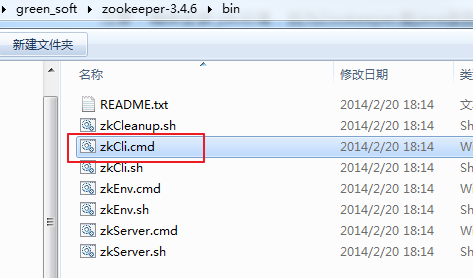 green_soft ▸ zookeeper-3.4.6 ▸ bin
新建文件夹
名称 修改日期
README.txt 2014/2/20 18:14 文
zkCleanup.sh 2014/2/20 18:14 Sh
zkCli.cmd 2014/2/20 18:14 Wi
zkCli.sh 2014/2/20 18:14 Sh
zkEnv.cmd 2014/2/20 18:14 Wi
zkEnv.sh 2014/2/20 18:14 Sh
zkServer.cmd 2014/2/20 18:14 Wi
zkServer.sh 2014/2/20 18:14 Sh